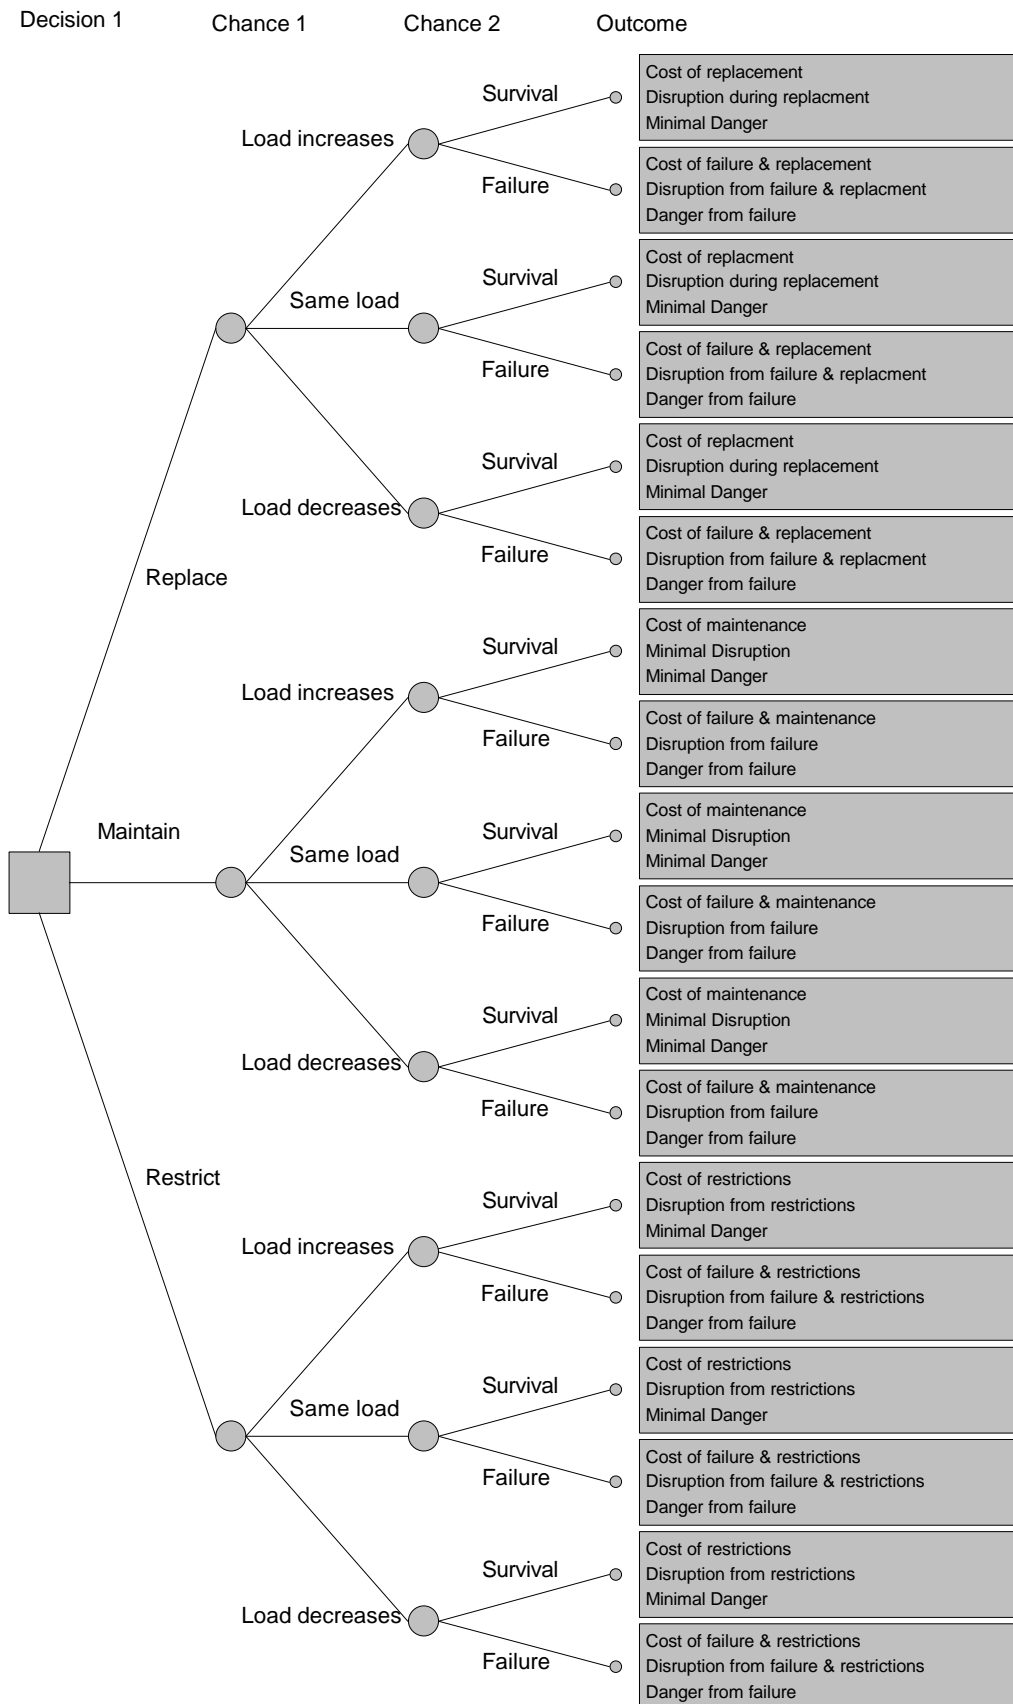 Decision 1 Chance 1 Chance 2 Outcome
Survival
Cost of replacement
Disruption during replacment
Minimal Danger
Load increases
Failure
Cost of failure & replacement
Disruption from failure & replacment
Danger from failure
Survival
Cost of replacment
Disruption during replacement
Minimal Danger
Same load
Failure
Cost of failure & replacement
Disruption from failure & replacment
Danger from failure
Survival
Cost of replacment
Disruption during replacement
Minimal Danger
Load decreases
Failure
Cost of failure & replacement
Disruption from failure & replacment
Danger from failure
Replace
Survival
Cost of maintenance
Minimal Disruption
Minimal Danger
Load increases
Failure
Cost of failure & maintenance
Disruption from failure
Danger from failure
Maintain
Survival
Cost of maintenance
Minimal Disruption
Minimal Danger
Same load
Failure
Cost of failure & maintenance
Disruption from failure
Danger from failure
Survival
Cost of maintenance
Minimal Disruption
Minimal Danger
Load decreases
Failure
Cost of failure & maintenance
Disruption from failure
Danger from failure
Restrict
Survival
Cost of restrictions
Disruption from restrictions
Minimal Danger
Load increases
Failure
Cost of failure & restrictions
Disruption from failure & restrictions
Danger from failure
Survival
Cost of restrictions
Disruption from restrictions
Minimal Danger
Same load
Failure
Cost of failure & restrictions
Disruption from failure & restrictions
Danger from failure
Survival
Cost of restrictions
Disruption from restrictions
Minimal Danger
Load decreases
Failure
Cost of failure & restrictions
Disruption from failure & restrictions
Danger from failure